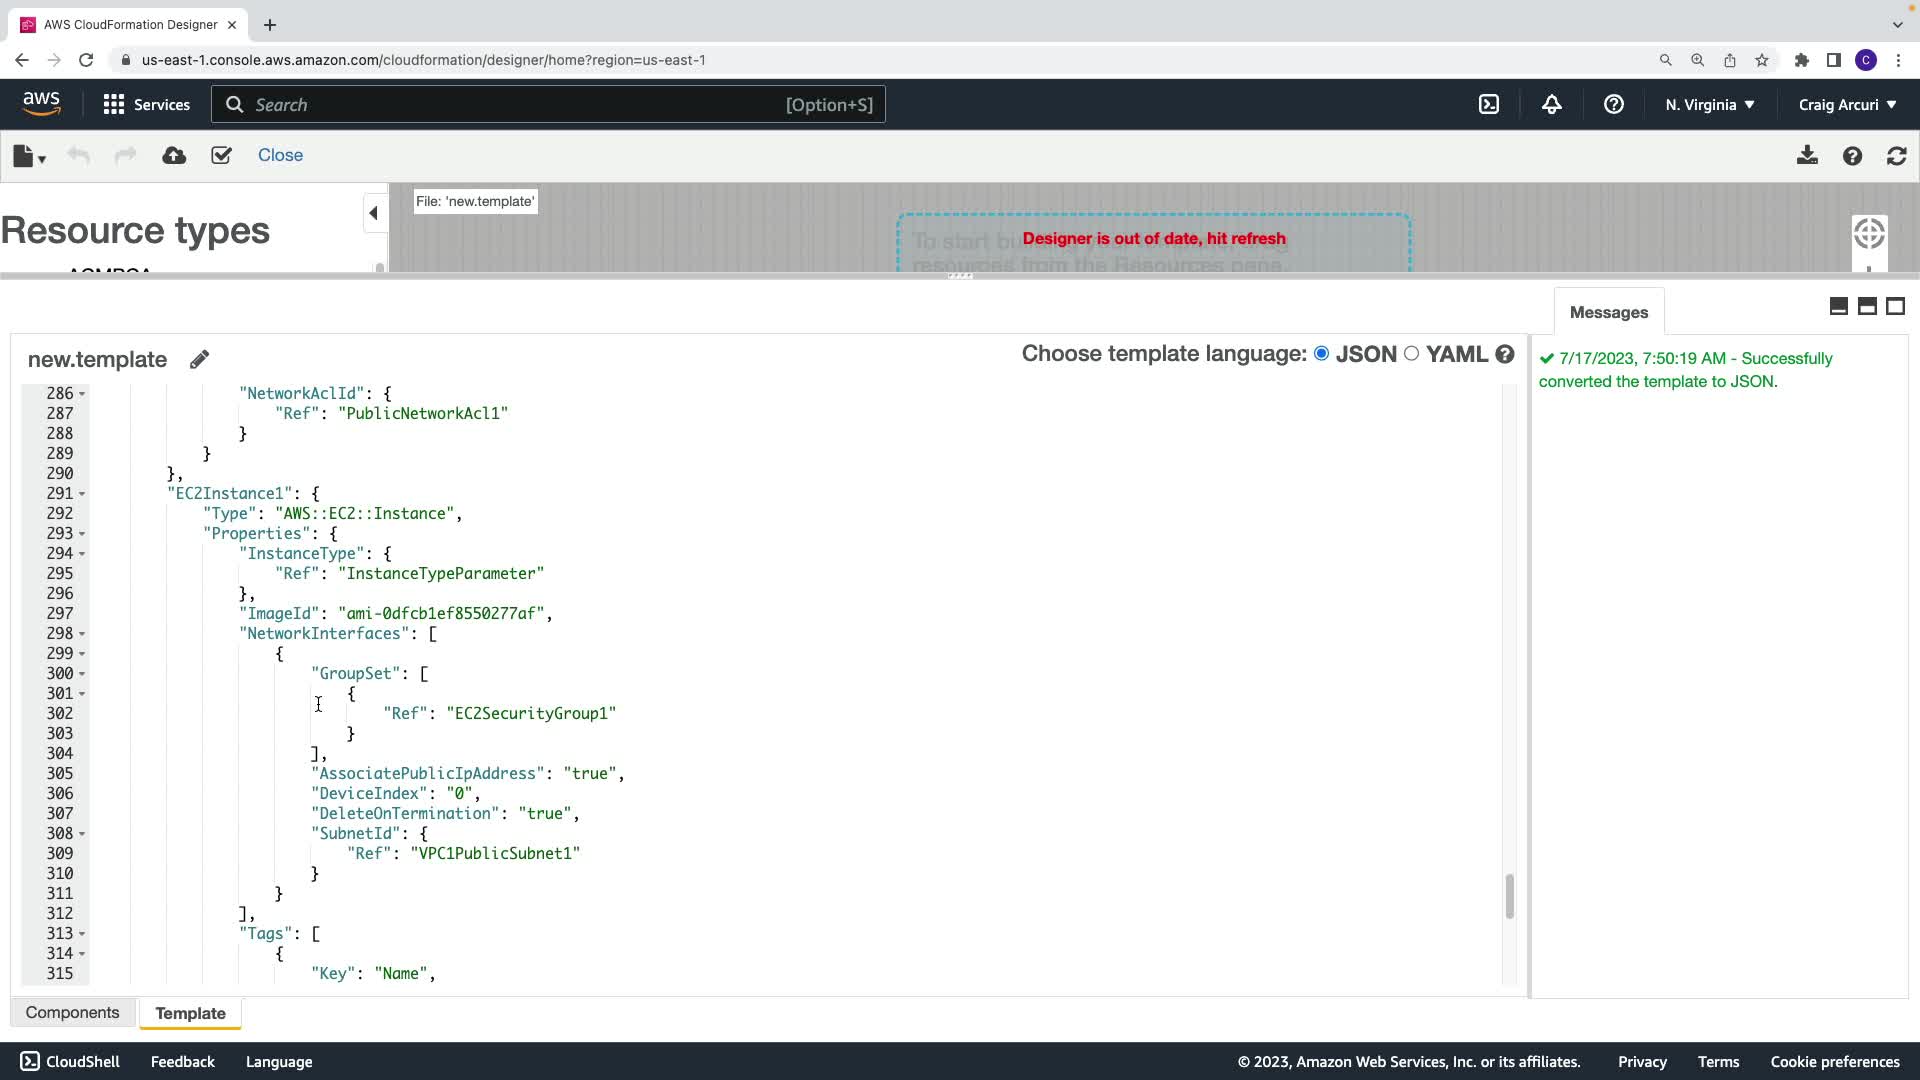 AWS CloudFormation Designer
us-east-1.console.aws.amazon.com/cloudformation/designer/home?region=us-east-1
C
aws
Services
Search
[Option+S]
N. Virginia
Craig Arcuri
Close
Resource types
ACMPCA
File: 'new.template'
Designer is out of date, hit refresh
resources from the Resources pane.
Messages
7/17/2023, 7:50:19 AM - Successfully
converted the template to JSON.
new.template
Choose template language: JSON YAML
286 "NetworkAclId": {
287 "Ref": "PublicNetworkAcl1"
288 }
289 }
290 },
291 "EC2Instance1": {
292 "Type": "AWS::EC2::Instance",
293 "Properties": {
294 "InstanceType": {
295 "Ref": "InstanceTypeParameter"
296 },
297 "ImageId": "ami-0dfcb1ef8550277af",
298 "NetworkInterfaces": [
299 {
300 "GroupSet": [
301 {
302 "Ref": "EC2SecurityGroup1"
303 }
304 ],
305 "AssociatePublicIpAddress": "true",
306 "DeviceIndex": "0",
307 "DeleteOnTermination": "true",
308 "SubnetId": {
309 "Ref": "VPC1PublicSubnet1"
310 }
311 }
312 ],
313 "Tags": [
314 {
315 "Key": "Name",
Components
Template
CloudShell
Feedback
Language
© 2023, Amazon Web Services, Inc. or its affiliates.
Privacy
Terms
Cookie preferences